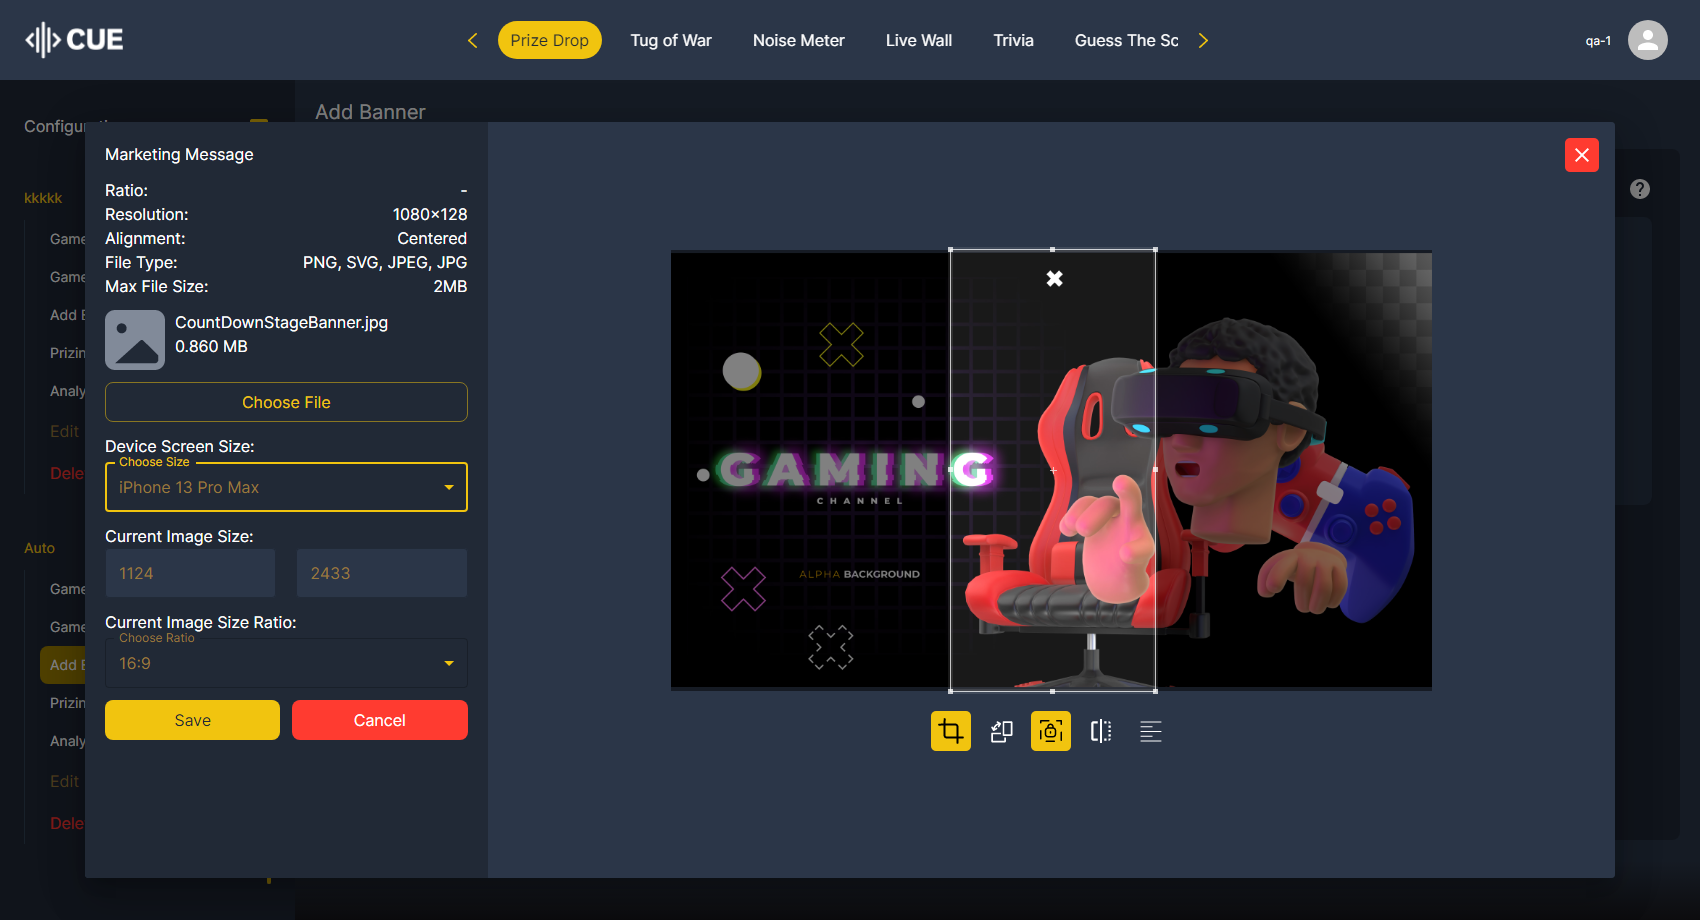 CUE
Prize Drop
Tug of War
Noise Meter
Live Wall
Trivia
Guess The Sc
qa-1
Add Banner
kkkkk
Game
Game
Add B
Prizin
Analy
Edit
Dele
Auto
Game
Game
Add B
Prizin
Analy
Edit
Dele
Marketing Message
Ratio: -
Resolution: 1080×128
Alignment: Centered
File Type: PNG, SVG, JPEG, JPG
Max File Size: 2MB
CountDownStageBanner.jpg
0.860 MB
Choose File
Device Screen Size:
Choose Size
iPhone 13 Pro Max
Current Image Size:
1124 2433
Current Image Size Ratio:
Choose Ratio
16:9
Save
Cancel
GAMING
CHANNEL
ALPHA BACKGROUND